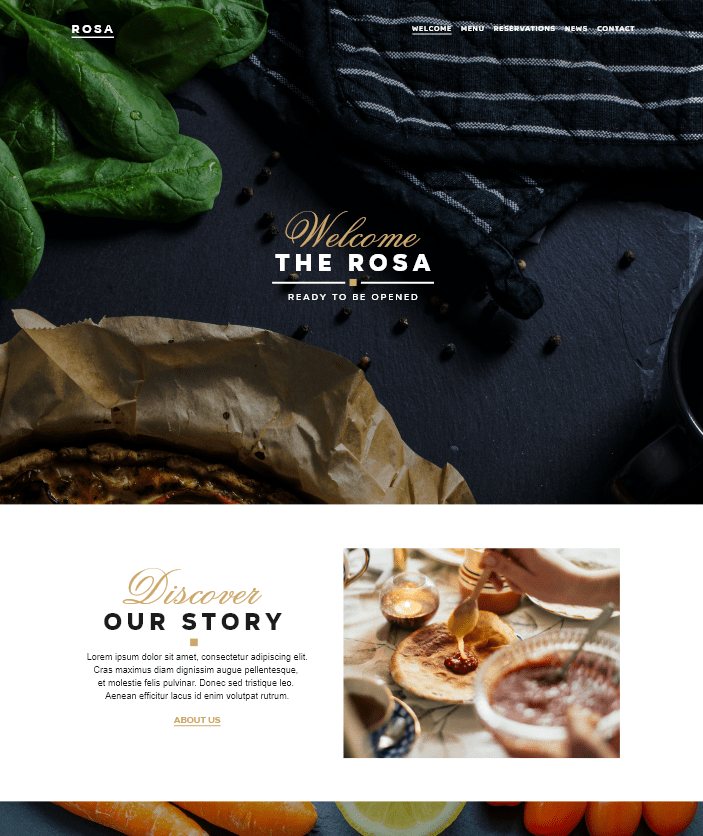 ROSA
WELCOME MENU RESERVATIONS NEWS CONTACT
Welcome
THE ROSA
READY TO BE OPENED
Discover
OUR STORY
Lorem ipsum dolor sit amet, consectetur adipiscing elit.
Cras maximus diam dignissim augue pellentesque,
et molestie felis pulvinar. Donec sed tristique leo.
Aenean efficitur lacus id enim volutpat rutrum.
ABOUT US